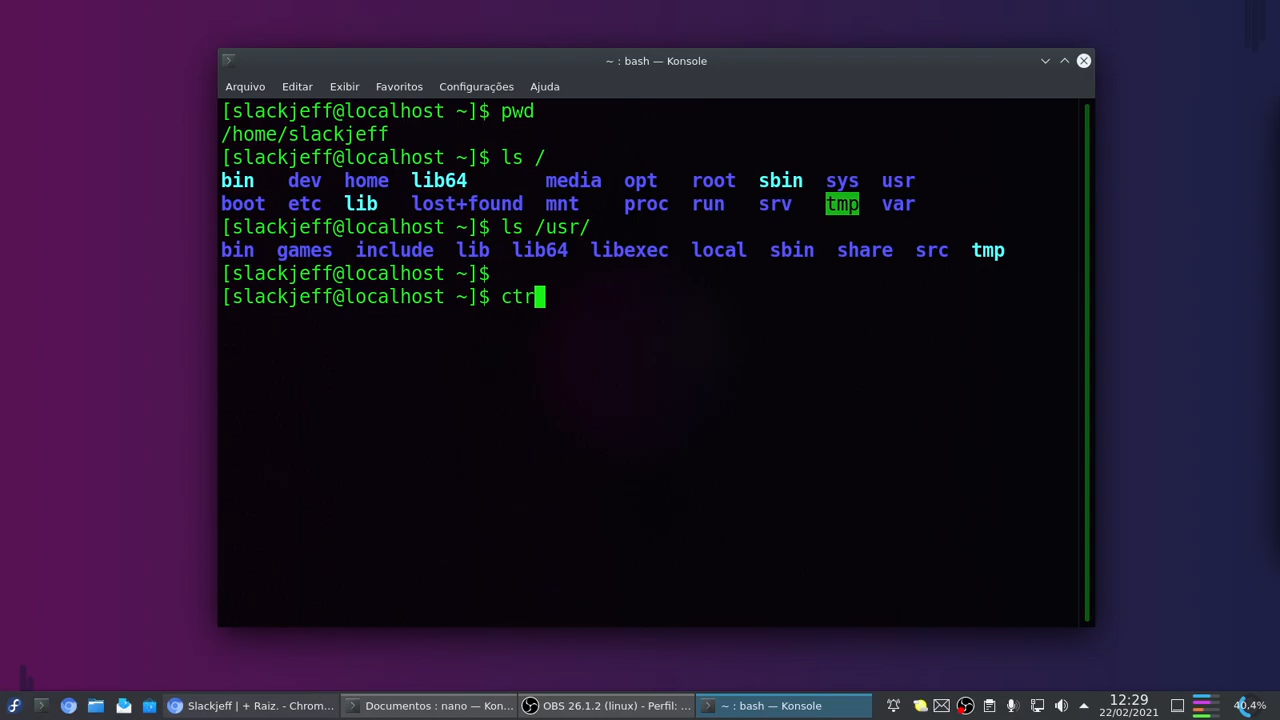 ~ : bash — Konsole
Arquivo Editar Exibir Favoritos Configurações Ajuda
[slackjeff@localhost ~]$ pwd
/home/slackjeff
[slackjeff@localhost ~]$ ls /
bin dev home lib64 media opt root sbin sys usr
boot etc lib lost+found mnt proc run srv tmp var
[slackjeff@localhost ~]$ ls /usr/
bin games include lib lib64 libexec local sbin share src tmp
[slackjeff@localhost ~]$
[slackjeff@localhost ~]$ ctr
Slackjeff | + Raiz. - Chrom... Documentos : nano — Kon... OBS 26.1.2 (linux) - Perfil: ... ~ : bash — Konsole 12:29 40,4%
22/02/2021